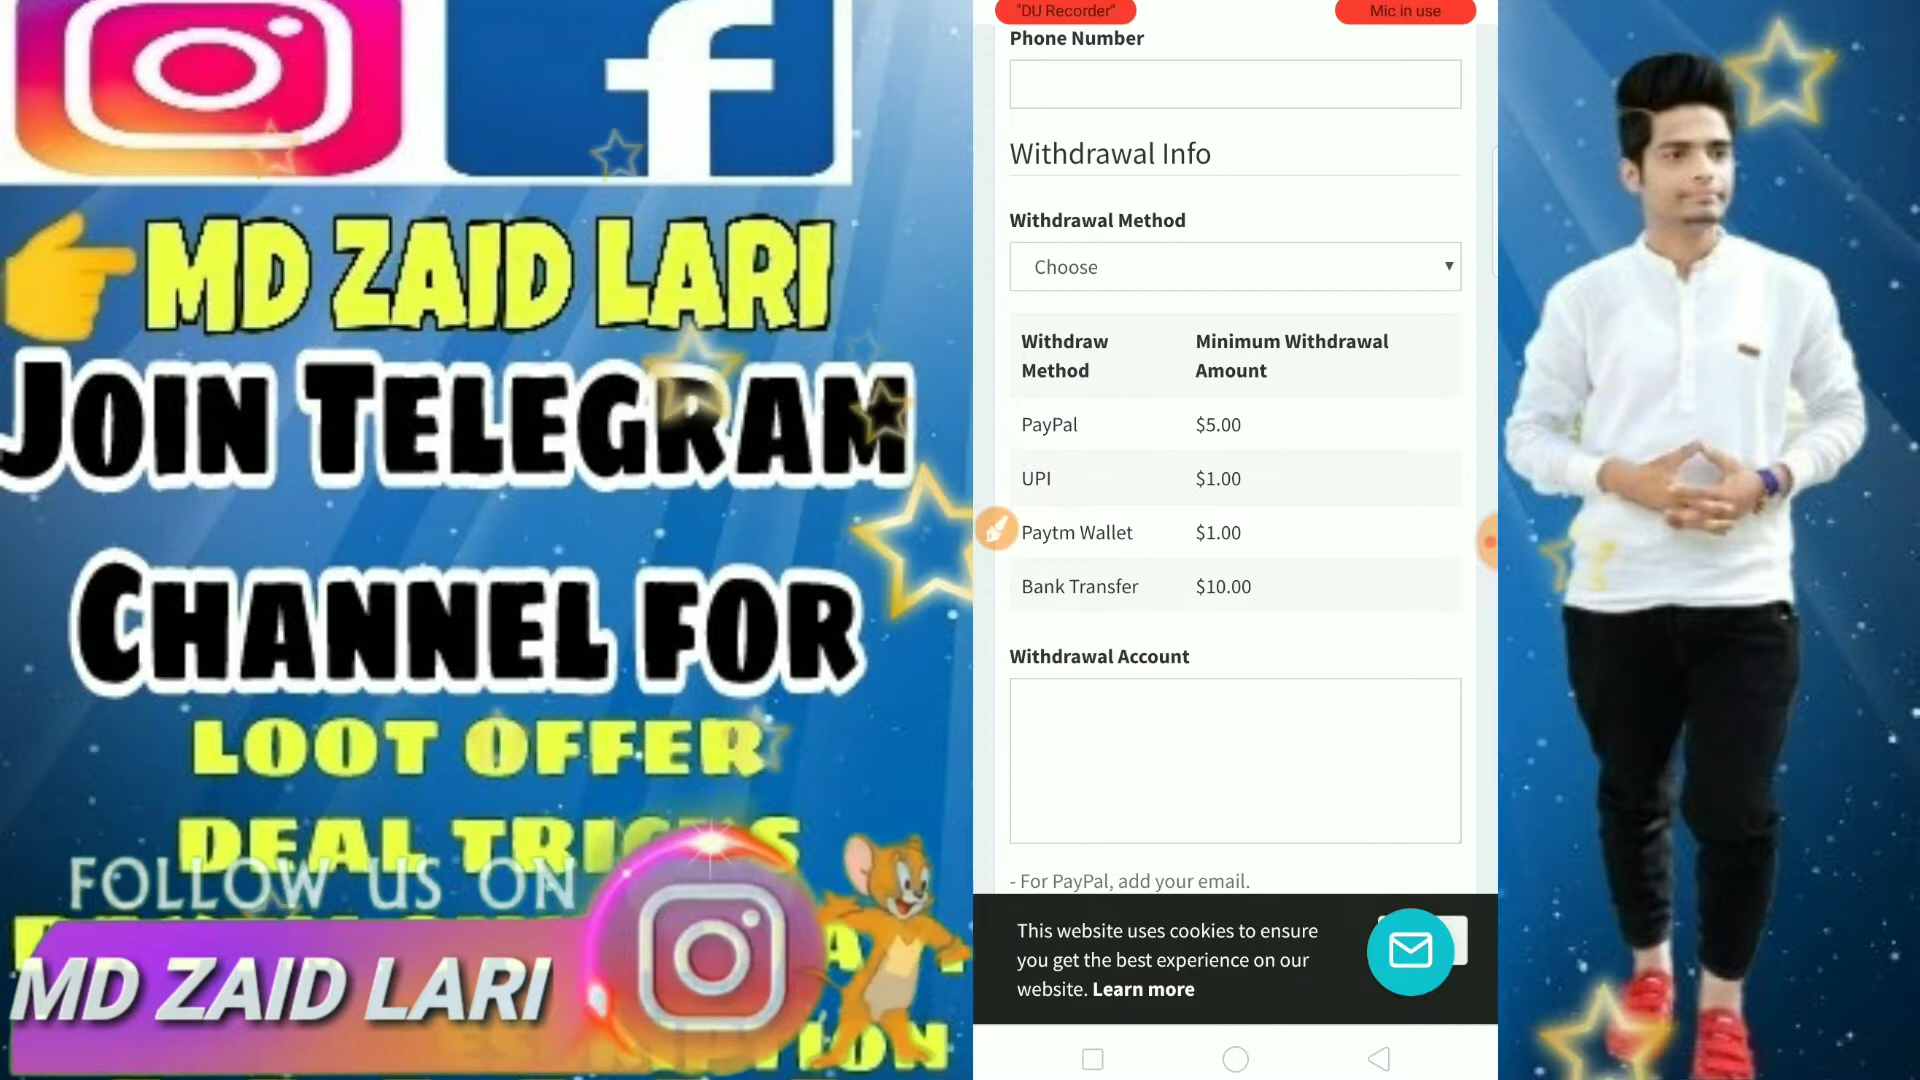 MD ZAID LARI
JOIN TELEGRAM
CHANNEL FOR
LOOT OFFER
DEAL TRICKS
FOLLOW US ON
MD ZAID LARI
"DU Recorder"
Mic in use
Phone Number
Withdrawal Info
Withdrawal Method
Choose
Withdraw Method
Minimum Withdrawal Amount
PayPal $5.00
UPI $1.00
Paytm Wallet $1.00
Bank Transfer $10.00
Withdrawal Account
- For PayPal, add your email.
This website uses cookies to ensure
you get the best experience on our
website. Learn more